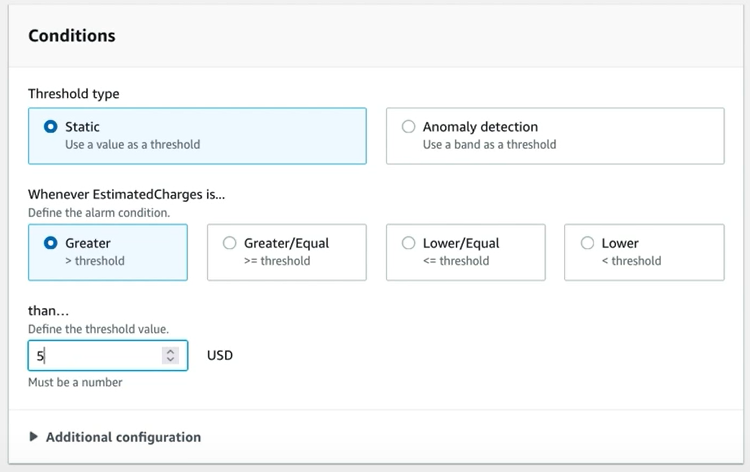 Conditions
Threshold type
Static
Use a value as a threshold
Anomaly detection
Use a band as a threshold
Whenever EstimatedCharges is...
Define the alarm condition.
Greater
> threshold
Greater/Equal
>= threshold
Lower/Equal
<= threshold
Lower
< threshold
than...
Define the threshold value.
5
USD
Must be a number
Additional configuration